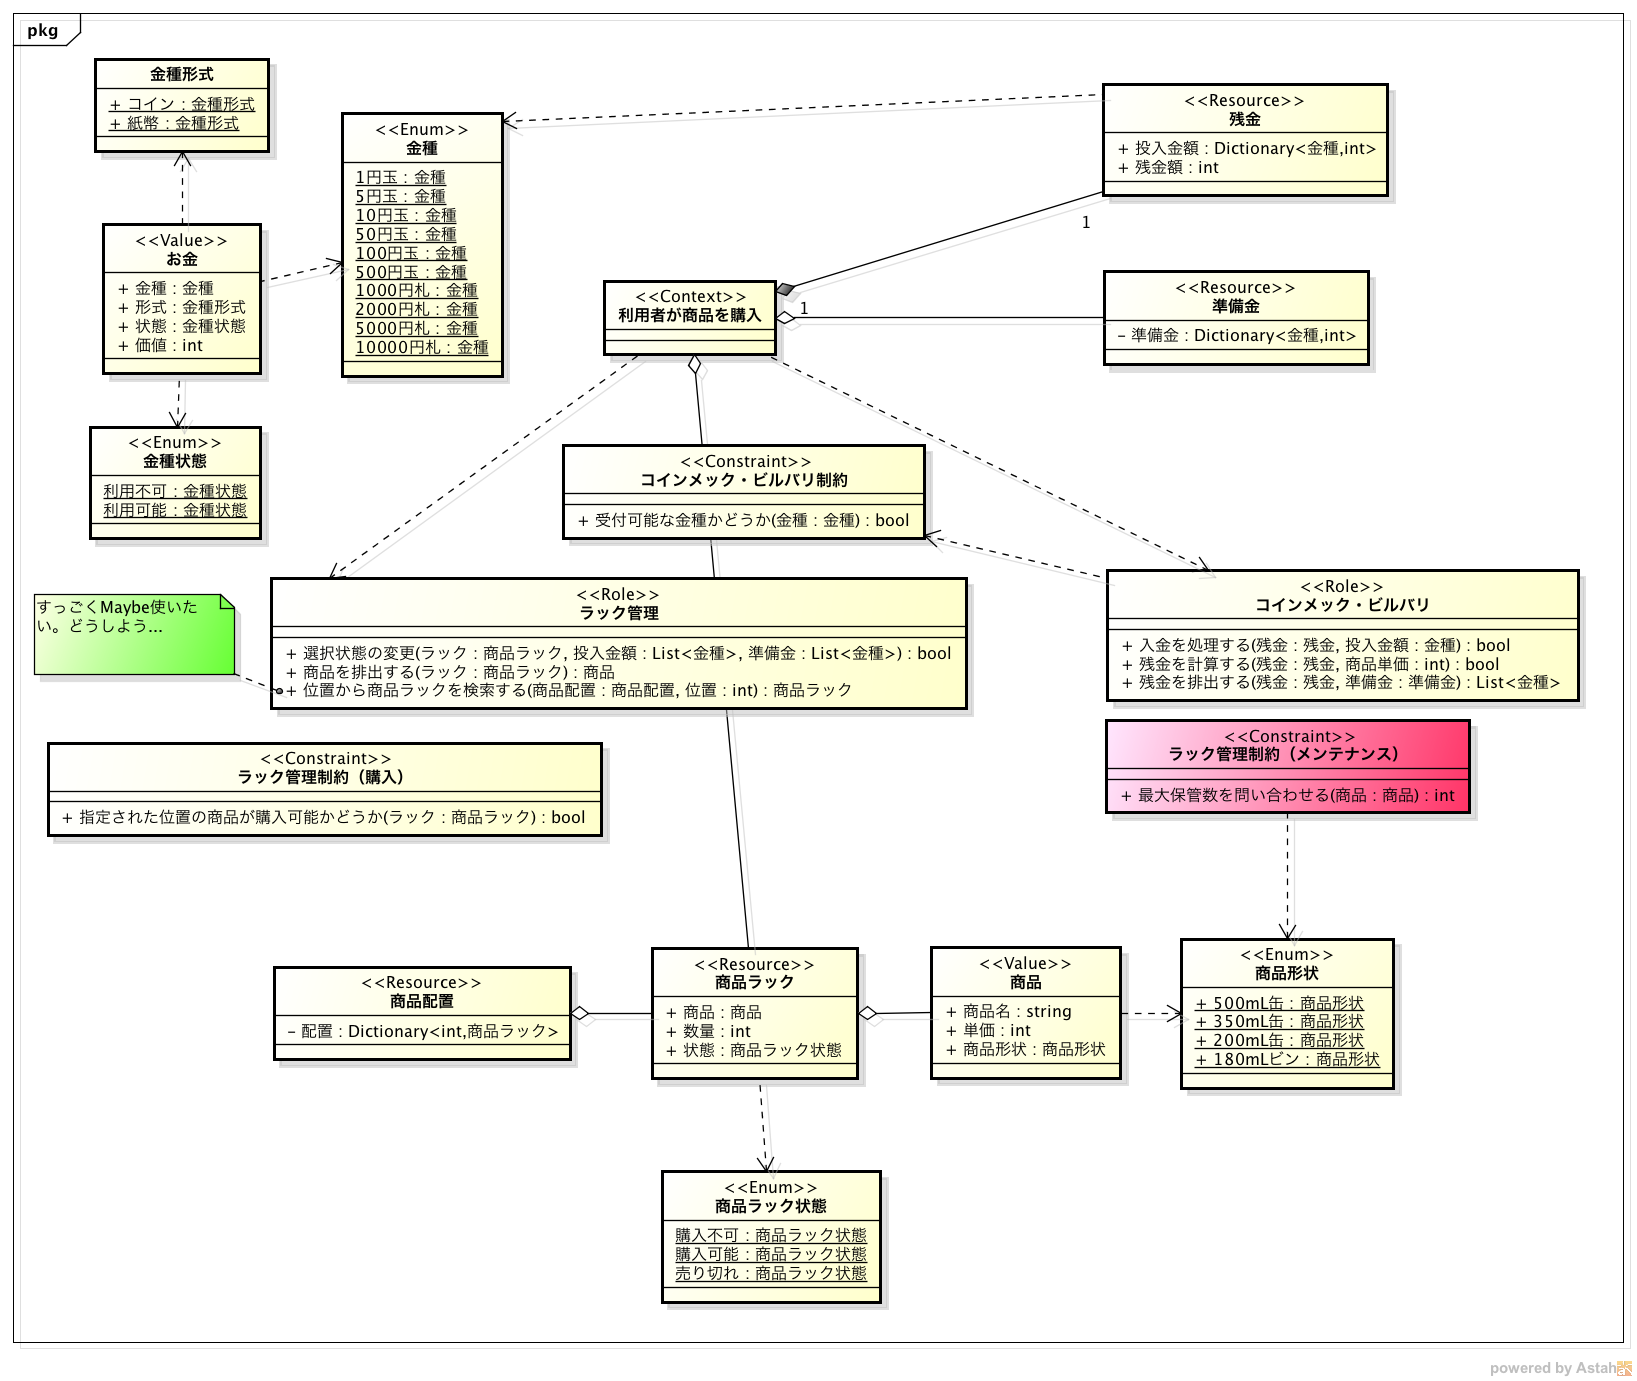 pkg
金種形式
+ コイン : 金種形式
+ 紙幣 : 金種形式
<<Enum>>
金種
1円玉 : 金種
5円玉 : 金種
10円玉 : 金種
50円玉 : 金種
100円玉 : 金種
500円玉 : 金種
1000円札 : 金種
2000円札 : 金種
5000円札 : 金種
10000円札 : 金種
<<Resource>>
残金
+ 投入金額 : Dictionary<金種,int>
+ 残金額 : int
1
<<Value>>
お金
+ 金種 : 金種
+ 形式 : 金種形式
+ 状態 : 金種状態
+ 価値 : int
<<Context>>
利用者が商品を購入
1
<<Resource>>
準備金
- 準備金 : Dictionary<金種,int>
<<Enum>>
金種状態
利用不可 : 金種状態
利用可能 : 金種状態
<<Constraint>>
コインメック・ビルバリ制約
+ 受付可能な金種かどうか(金種 : 金種) : bool
すっごくMaybe使いた
い。どうしよう...
<<Role>>
ラック管理
+ 選択状態の変更(ラック : 商品ラック, 投入金額 : List<金種>, 準備金 : List<金種>) : bool
+ 商品を排出する(ラック : 商品ラック) : 商品
+ 位置から商品ラックを検索する(商品配置 : 商品配置, 位置 : int) : 商品ラック
<<Role>>
コインメック・ビルバリ
+ 入金を処理する(残金 : 残金, 投入金額 : 金種) : bool
+ 残金を計算する(残金 : 残金, 商品単価 : int) : bool
+ 残金を排出する(残金 : 残金, 準備金 : 準備金) : List<金種>
<<Constraint>>
ラック管理制約（購入）
+ 指定された位置の商品が購入可能かどうか(ラック : 商品ラック) : bool
<<Constraint>>
ラック管理制約（メンテナンス）
+ 最大保管数を問い合わせる(商品 : 商品) : int
<<Resource>>
商品配置
- 配置 : Dictionary<int,商品ラック>
<<Resource>>
商品ラック
+ 商品 : 商品
+ 数量 : int
+ 状態 : 商品ラック状態
<<Value>>
商品
+ 商品名 : string
+ 単価 : int
+ 商品形状 : 商品形状
<<Enum>>
商品形状
+ 500mL缶 : 商品形状
+ 350mL缶 : 商品形状
+ 200mL缶 : 商品形状
+ 180mLビン : 商品形状
<<Enum>>
商品ラック状態
購入不可 : 商品ラック状態
購入可能 : 商品ラック状態
売り切れ : 商品ラック状態
powered by Astah